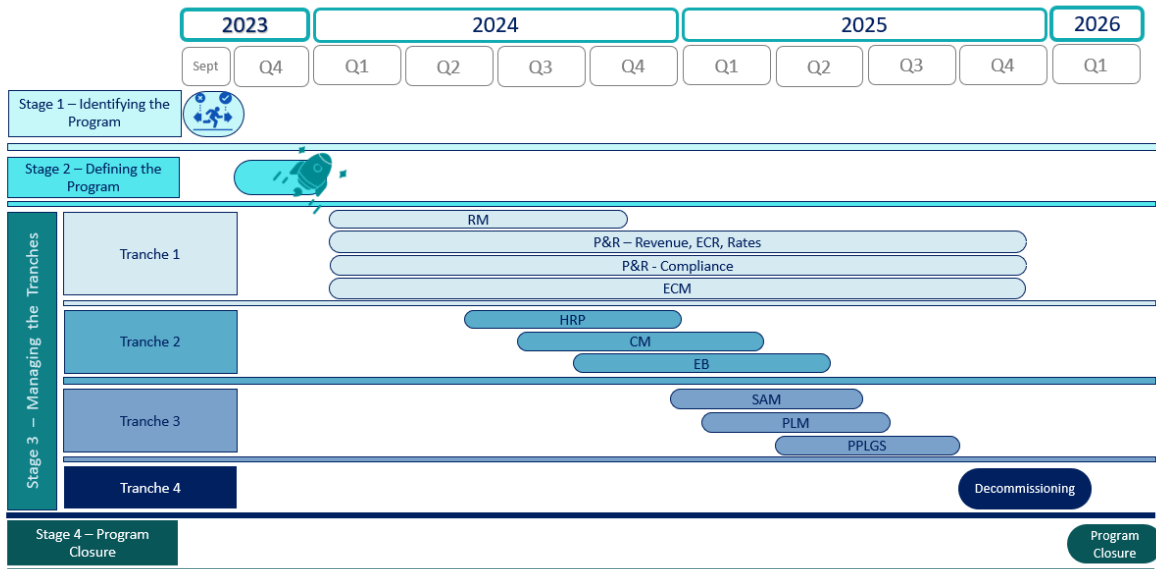 2023
2024
2025
2026
Sept
Q4
Q1
Q2
Q3
Q4
Q1
Q2
Q3
Q4
Q1
Stage 1 – Identifying the
Program
Stage 2 – Defining the
Program
Stage 3 – Managing the Tranches
Tranche 1
RM
P&R – Revenue, ECR, Rates
P&R - Compliance
ECM
Tranche 2
HRP
CM
EB
Tranche 3
SAM
PLM
PPLGS
Tranche 4
Decommissioning
Stage 4 – Program
Closure
Program
Closure